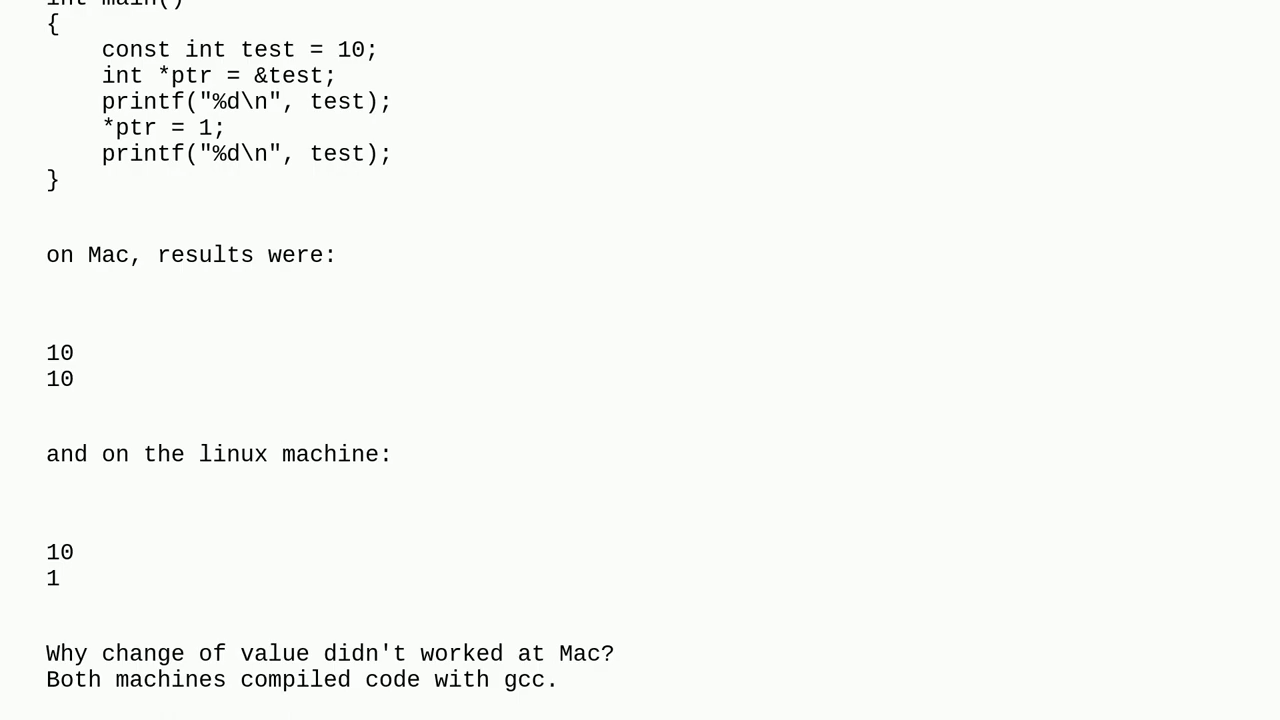 int main()
{
    const int test = 10;
    int *ptr = &test;
    printf("%d\n", test);
    *ptr = 1;
    printf("%d\n", test);
}
on Mac, results were:
10
10
and on the linux machine:
10
1
Why change of value didn't worked at Mac?
Both machines compiled code with gcc.